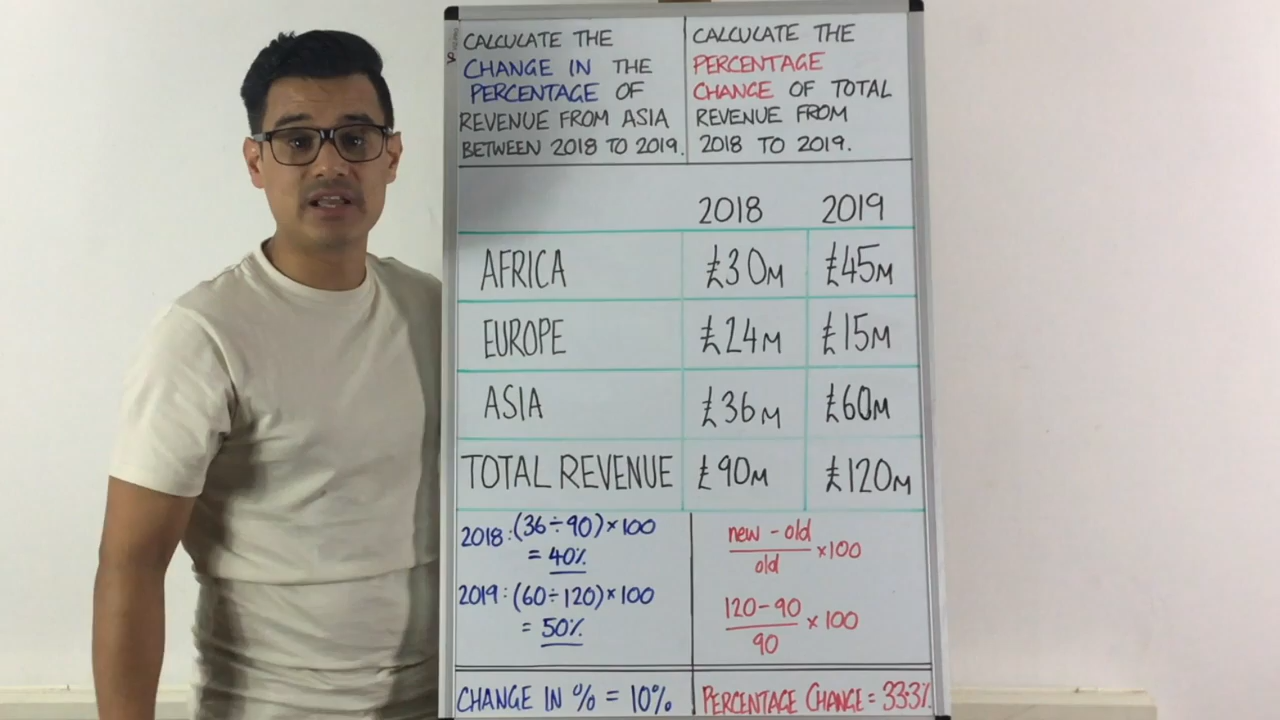 CALCULATE THE
CHANGE IN THE
PERCENTAGE OF
REVENUE FROM ASIA
BETWEEN 2018 TO 2019.
CALCULATE THE
PERCENTAGE
CHANGE OF TOTAL
REVENUE FROM
2018 TO 2019.
2018 2019
AFRICA £30M £45M
EUROPE £24M £15M
ASIA £36M £60M
TOTAL REVENUE £90M £120M
2018: (36÷90)×100
= 40%
2019: (60÷120)×100
= 50%
new - old
old
×100
120-90
90
×100
CHANGE IN % = 10%
PERCENTAGE CHANGE = 33.3%